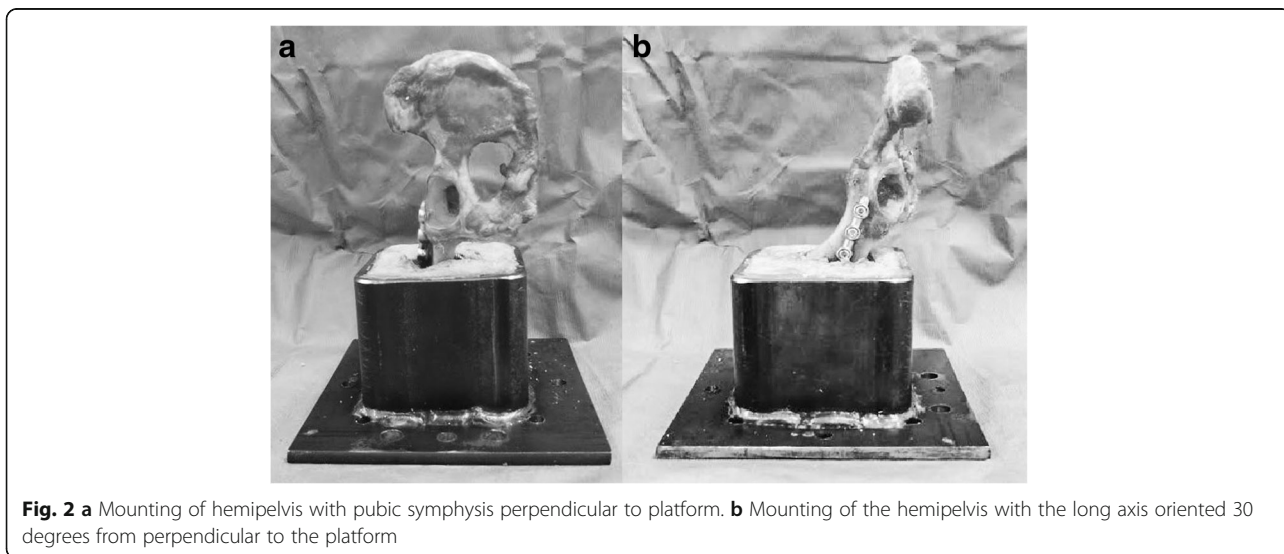 a
b
Fig. 2 a Mounting of hemipelvis with pubic symphysis perpendicular to platform. b Mounting of the hemipelvis with the long axis oriented 30
degrees from perpendicular to the platform